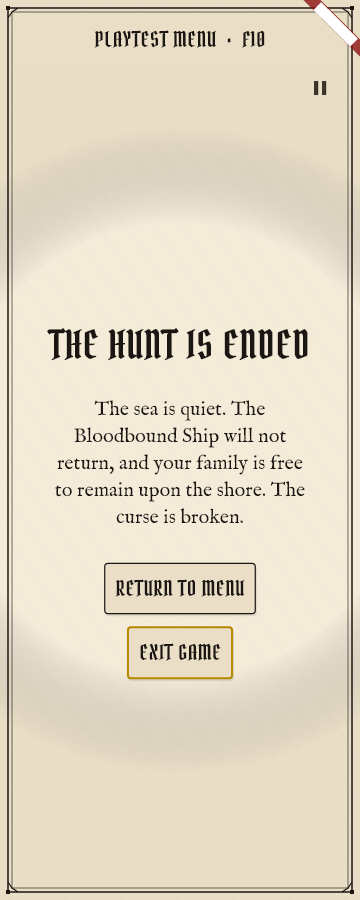 PLAYTEST MENU · F10
THE HUNT IS ENDED
The sea is quiet. The
Bloodbound Ship will not
return, and your family is free
to remain upon the shore. The
curse is broken.
RETURN TO MENU
EXIT GAME